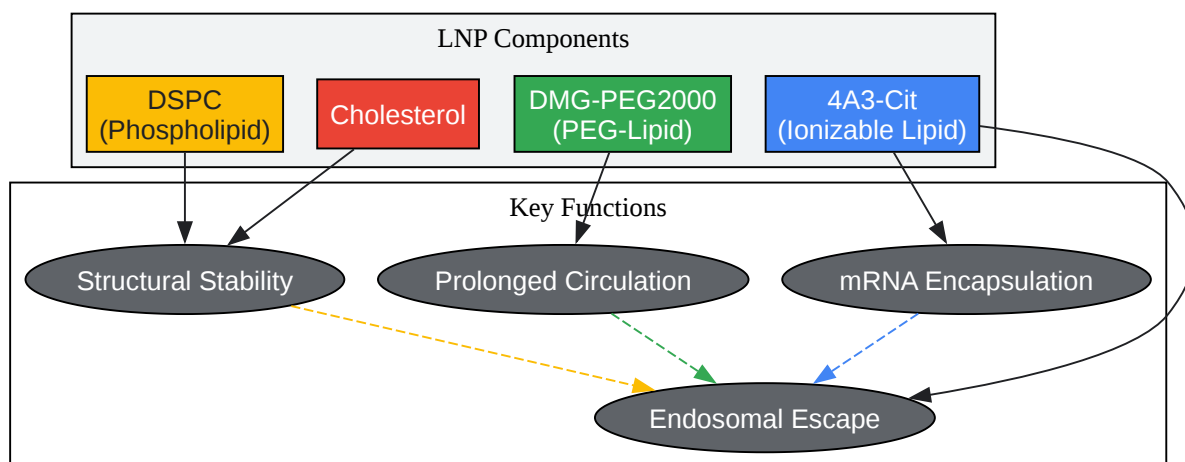 LNP Components
DSPC
(Phospholipid)
Cholesterol
DMG-PEG2000
(PEG-Lipid)
4A3-Cit
(Ionizable Lipid)
Key Functions
Structural Stability
Prolonged Circulation
mRNA Encapsulation
Endosomal Escape